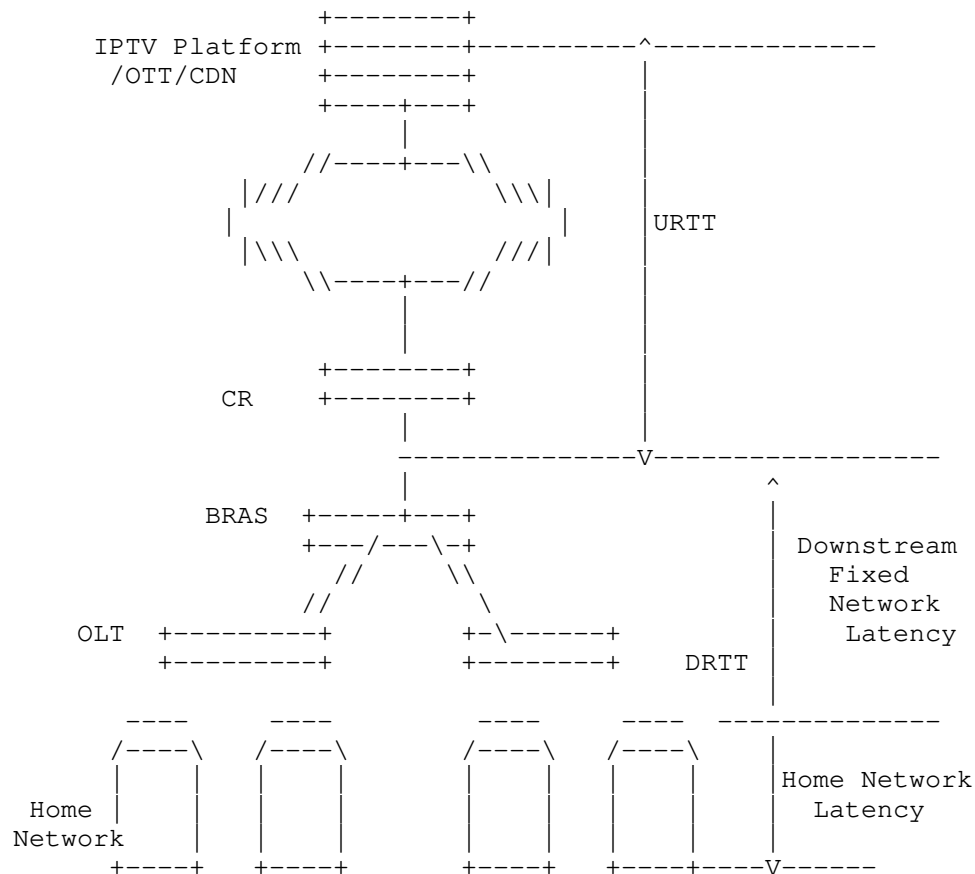 IPTV Platform
/OTT/CDN
URTT
CR
BRAS
Downstream
Fixed
Network
Latency
OLT
DRTT
Home Network
Latency
Home
Network